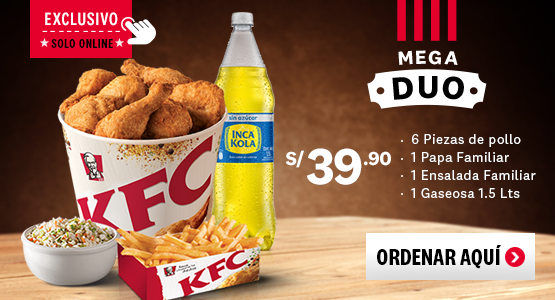 EXCLUSIVO
★ SOLO ONLINE ★
MEGA
DUO
S/39.90
· 6 Piezas de pollo
· 1 Papa Familiar
· 1 Ensalada Familiar
· 1 Gaseosa 1.5 Lts
ORDENAR AQUÍ
sin azúcar
INCA
KOLA
KFC
KFC
KFC